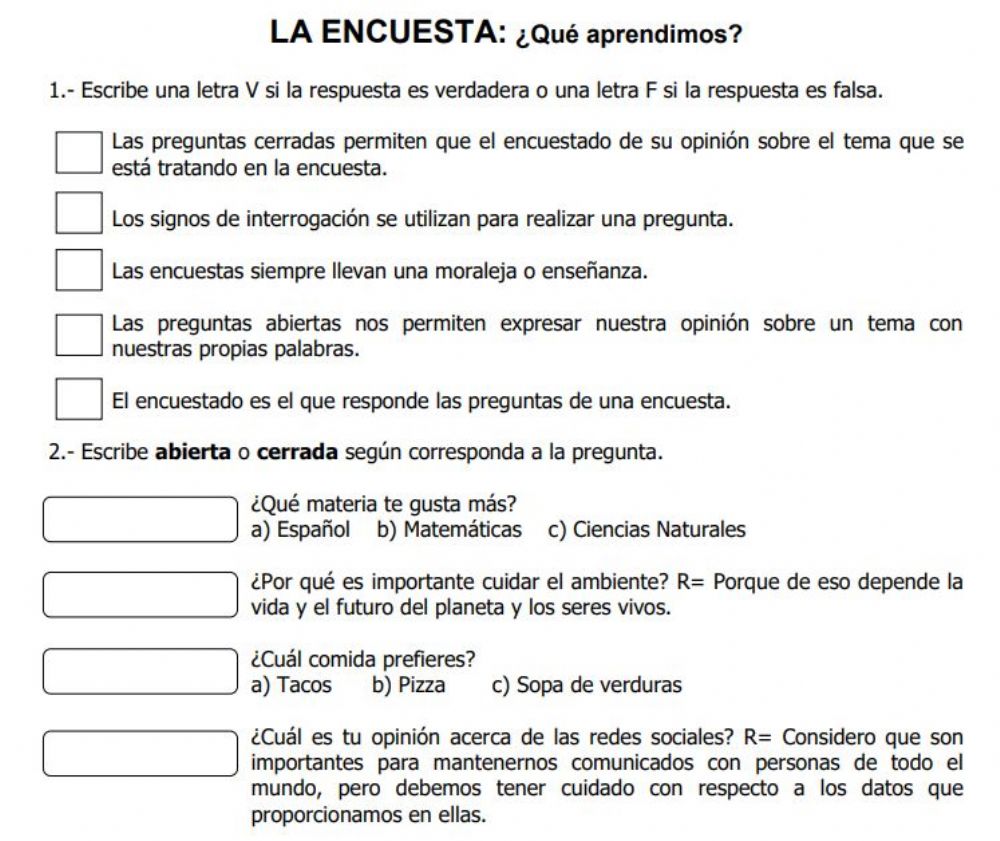 LA ENCUESTA: ¿Qué aprendimos?
1.- Escribe una letra V si la respuesta es verdadera o una letra F si la respuesta es falsa.
Las preguntas cerradas permiten que el encuestado de su opinión sobre el tema que se
está tratando en la encuesta.
Los signos de interrogación se utilizan para realizar una pregunta.
Las encuestas siempre llevan una moraleja o enseñanza.
Las preguntas abiertas nos permiten expresar nuestra opinión sobre un tema con
nuestras propias palabras.
El encuestado es el que responde las preguntas de una encuesta.
2.- Escribe abierta o cerrada según corresponda a la pregunta.
¿Qué materia te gusta más?
a) Español b) Matemáticas c) Ciencias Naturales
¿Por qué es importante cuidar el ambiente? R= Porque de eso depende la
vida y el futuro del planeta y los seres vivos.
¿Cuál comida prefieres?
a) Tacos b) Pizza c) Sopa de verduras
¿Cuál es tu opinión acerca de las redes sociales? R= Considero que son
importantes para mantenernos comunicados con personas de todo el
mundo, pero debemos tener cuidado con respecto a los datos que
proporcionamos en ellas.